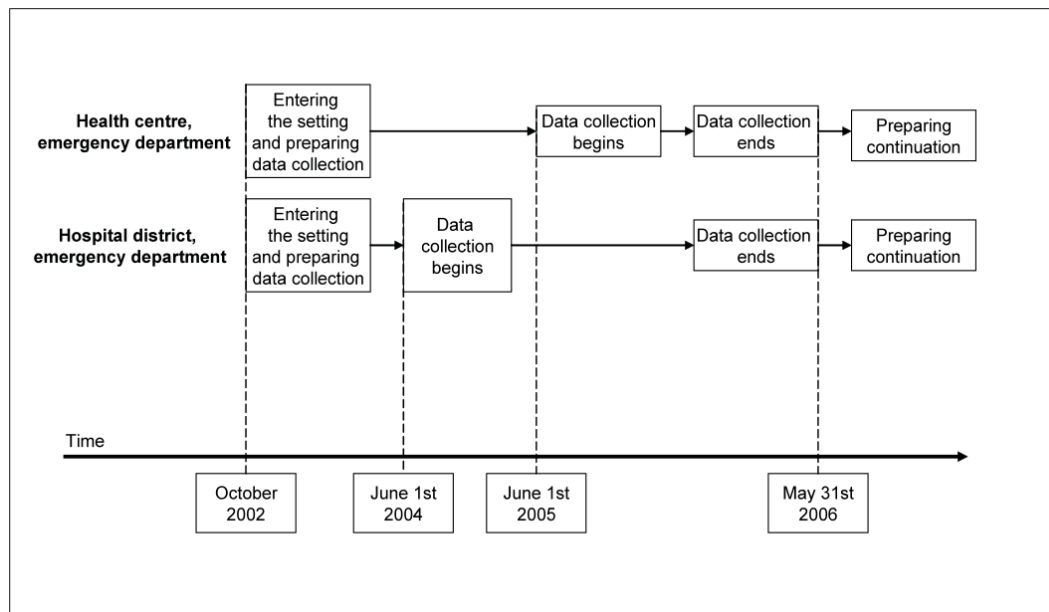 Health centre,
emergency department
Entering
the setting
and preparing
data collection
Data collection
begins
Data collection
ends
Preparing
continuation
Hospital district,
emergency department
Entering
the setting
and preparing
data collection
Data
collection
begins
Data collection
ends
Preparing
continuation
Time
October
2002
June 1st
2004
June 1st
2005
May 31st
2006